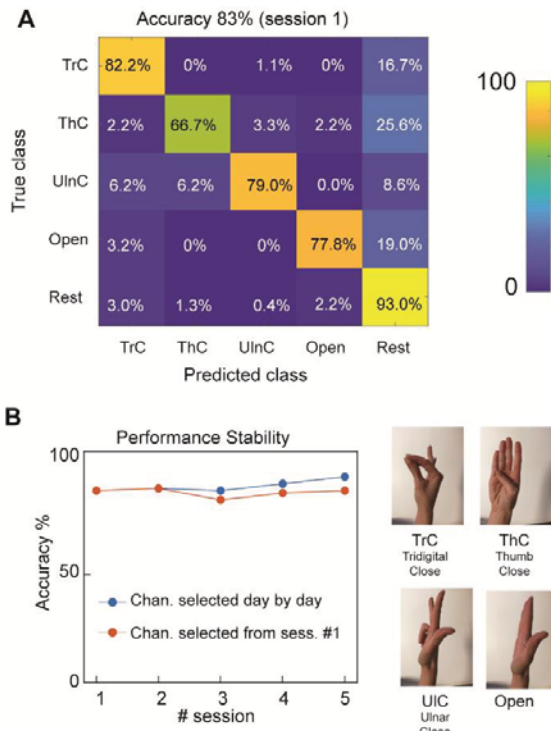 A
Accuracy 83% (session 1)
True class
TrC 82.2% 0% 1.1% 0% 16.7%
ThC 2.2% 66.7% 3.3% 2.2% 25.6%
UlnC 6.2% 6.2% 79.0% 0.0% 8.6%
Open 3.2% 0% 0% 77.8% 19.0%
Rest 3.0% 1.3% 0.4% 2.2% 93.0%
TrC ThC UlnC Open Rest
Predicted class
100
0
B
Performance Stability
Accuracy %
100
50
0
Chan. selected day by day
Chan. selected from sess. #1
1 2 3 4 5
# session
TrC
Tridigital
Close
ThC
Thumb
Close
UlC
Ulnar
Close
Open